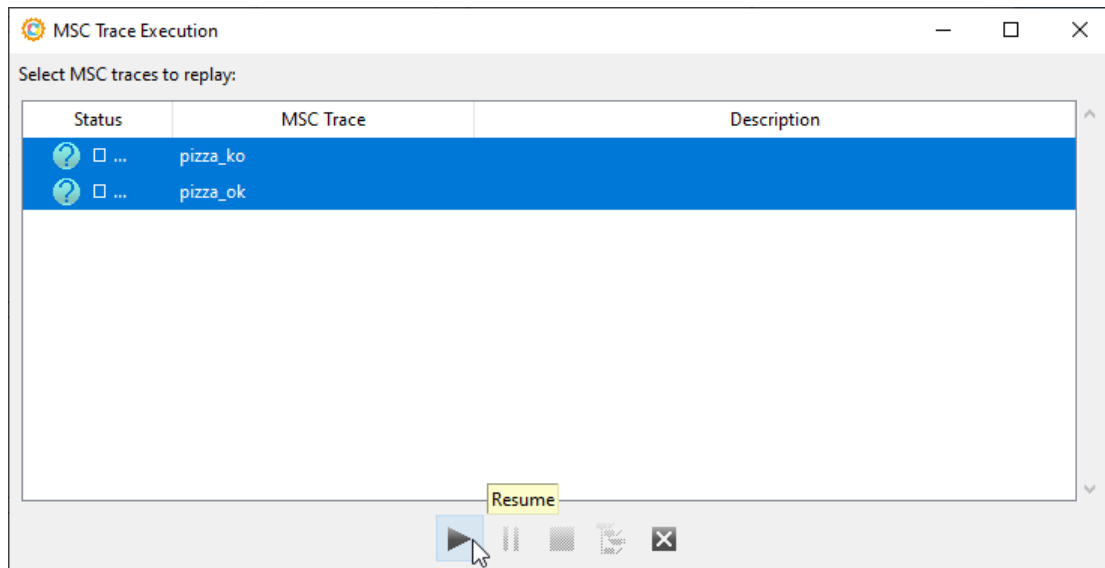 MSC Trace Execution
Select MSC traces to replay:
Status MSC Trace Description
... pizza_ko
... pizza_ok
Resume